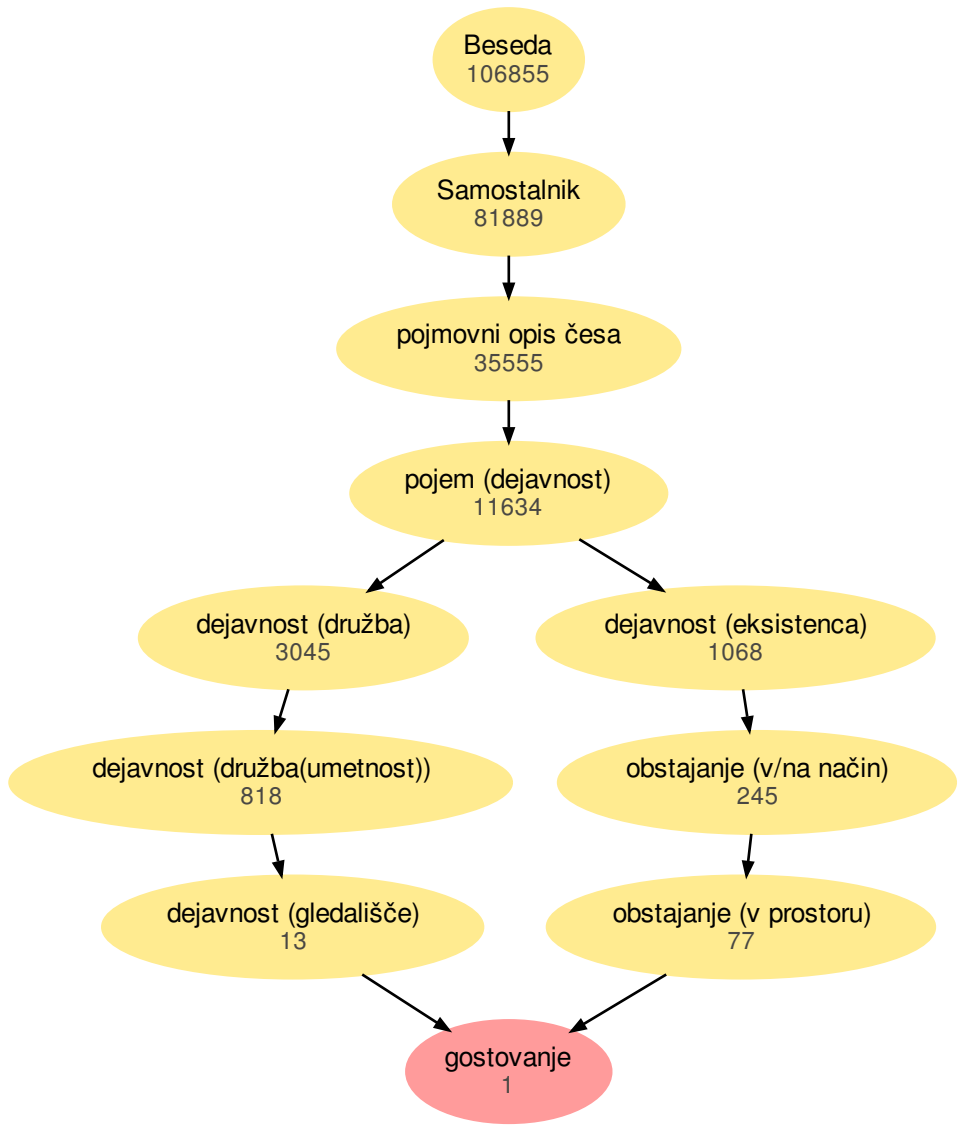 Beseda
106855
Samostalnik
81889
pojmovni opis česa
35555
pojem (dejavnost)
11634
dejavnost (družba)
3045
dejavnost (eksistenca)
1068
dejavnost (družba(umetnost))
818
obstajanje (v/na način)
245
dejavnost (gledališče)
13
obstajanje (v prostoru)
77
gostovanje
1